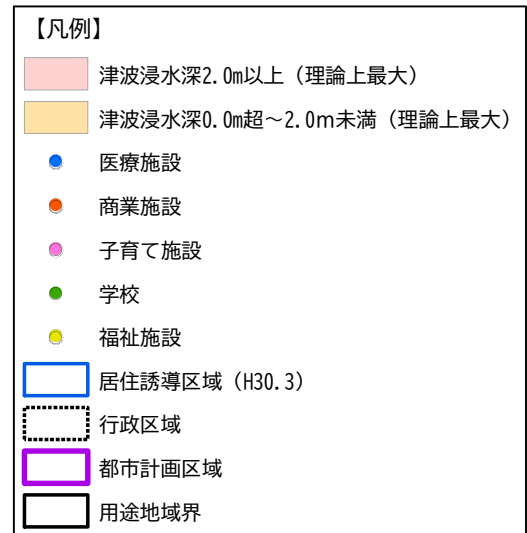 【凡例】
津波浸水深2.0m以上（理論上最大）
津波浸水深0.0m超～2.0ｍ未満（理論上最大）
医療施設
商業施設
子育て施設
学校
福祉施設
居住誘導区域（H30.3）
行政区域
都市計画区域
用途地域界